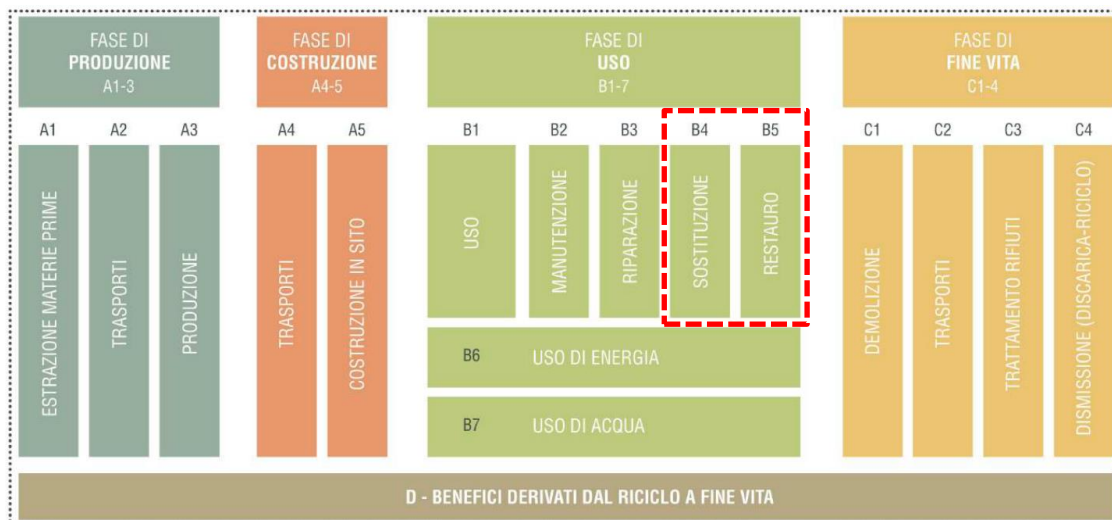 FASE DI
PRODUZIONE
A1-3
FASE DI
COSTRUZIONE
A4-5
FASE DI
USO
B1-7
FASE DI
FINE VITA
C1-4
A1
A2
A3
A4
A5
B1
B2
B3
B4
B5
C1
C2
C3
C4
ESTRAZIONE MATERIE PRIME
TRASPORTI
PRODUZIONE
TRASPORTI
COSTRUZIONE IN SITO
USO
MANUTENZIONE
RIPARAZIONE
SOSTITUZIONE
RESTAURO
B6 USO DI ENERGIA
B7 USO DI ACQUA
DEMOLIZIONE
TRASPORTI
TRATTAMENTO RIFIUTI
DISMISSIONE (DISCARICA-RICICLO)
D - BENEFICI DERIVATI DAL RICICLO A FINE VITA